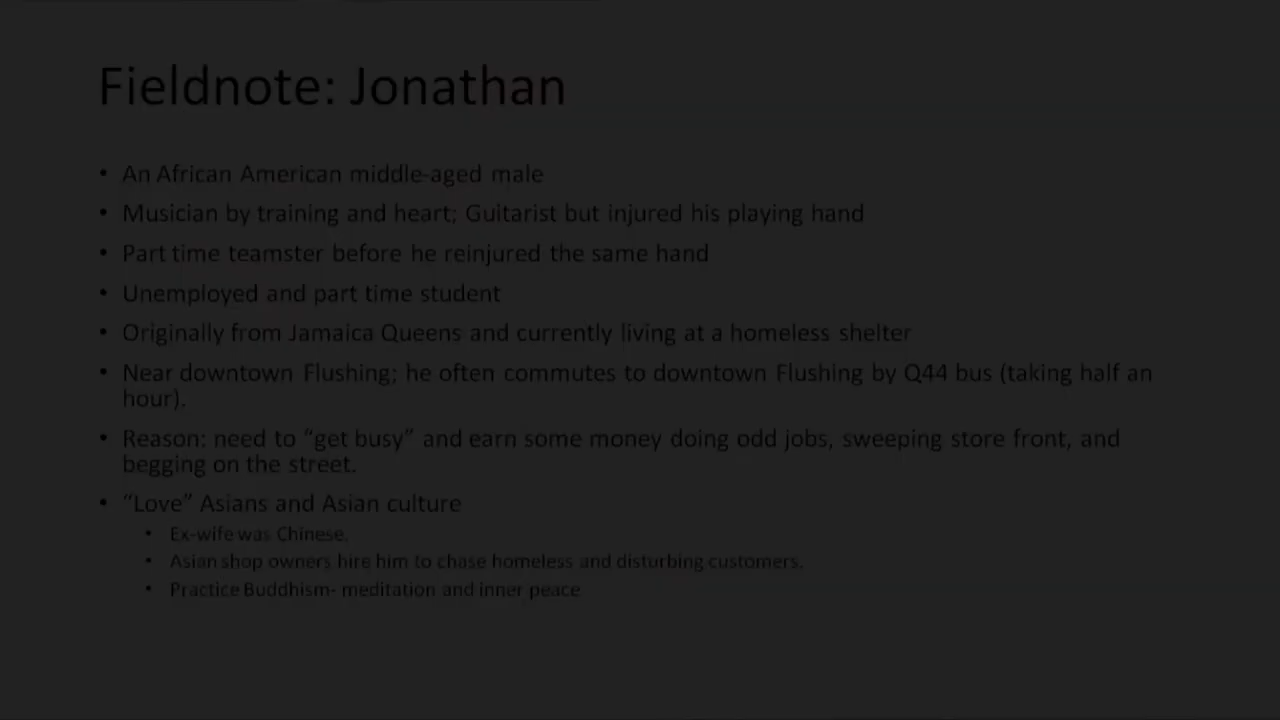 Fieldnote: Jonathan
• An African American middle-aged male
• Musician by training and heart; Guitarist but injured his playing hand
• Part time teamster before he reinjured the same hand
• Unemployed and part time student
• Originally from Jamaica Queens and currently living at a homeless shelter
• Near downtown Flushing; he often commutes to downtown Flushing by Q44 bus (taking half an
hour).
• Reason: need to “get busy” and earn some money doing odd jobs, sweeping store front, and
begging on the street.
• “Love” Asians and Asian culture
• Ex-wife was Chinese.
• Asian shop owners hire him to chase homeless and disturbing customers.
• Practice Buddhism- meditation and inner peace